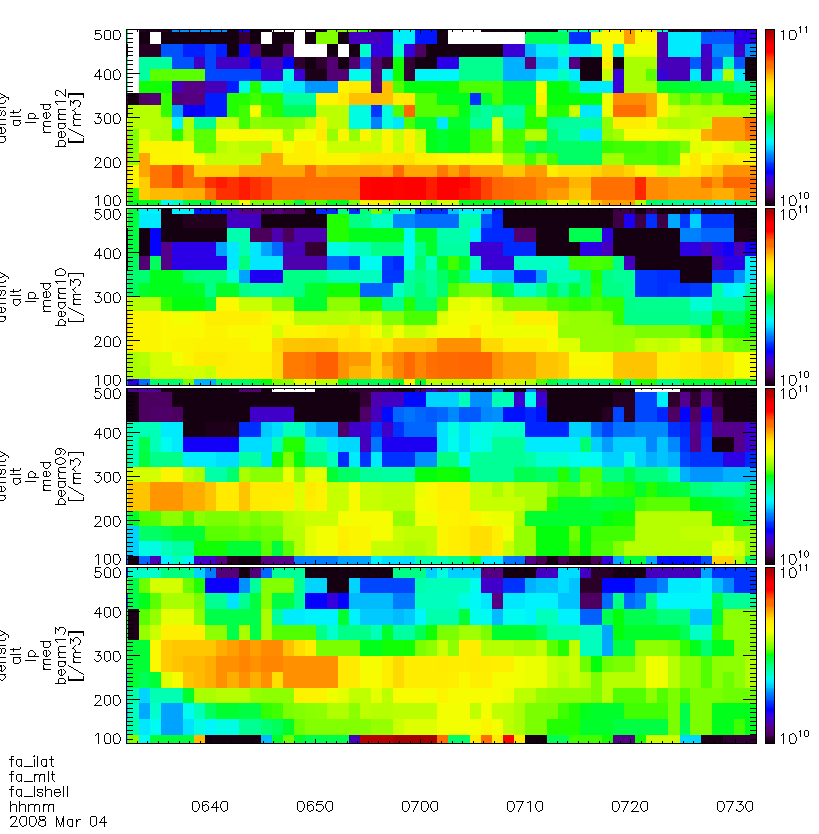 500
400
300
200
100
density
alt
lp
med
beam12
[/m^3]
10^11
10^10
500
400
300
200
100
density
alt
lp
med
beam10
[/m^3]
10^11
10^10
500
400
300
200
100
density
alt
lp
med
beam09
[/m^3]
10^11
10^10
500
400
300
200
100
density
alt
lp
med
beam13
[/m^3]
10^11
10^10
fa_ilat
fa_mlt
fa_lshell
hhmm 0640 0650 0700 0710 0720 0730
2008 Mar 04